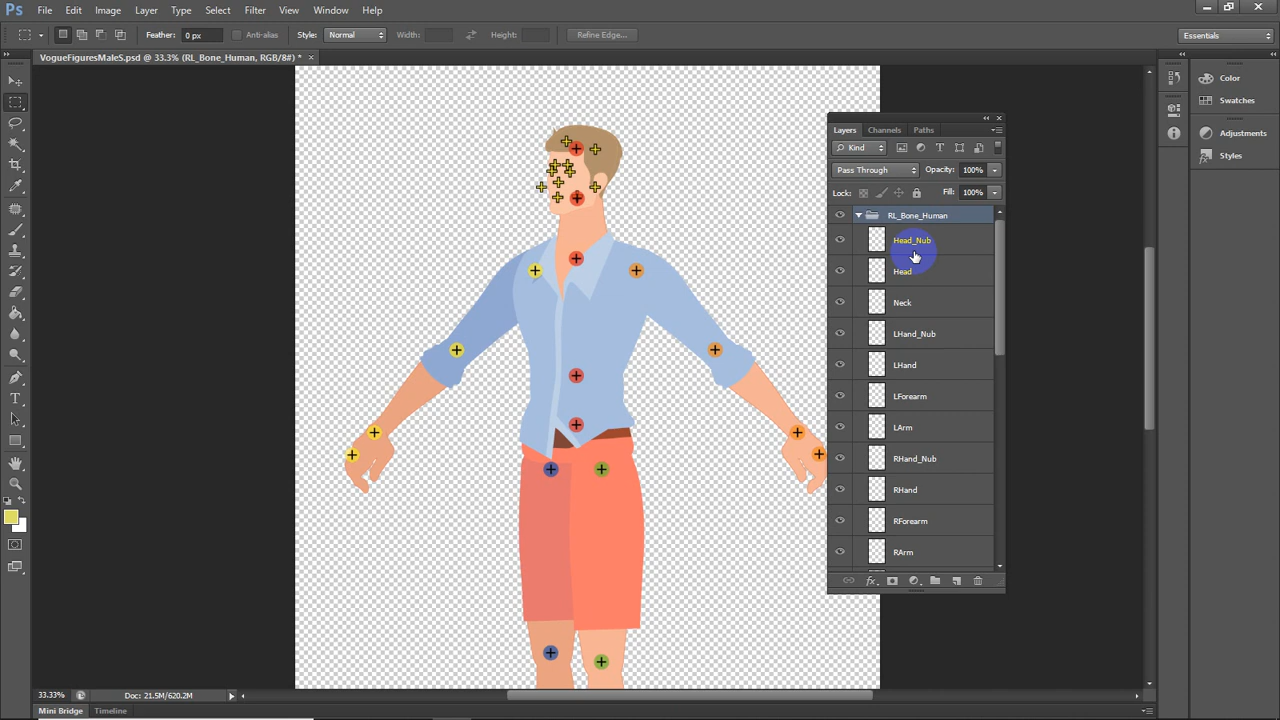 Ps File Edit Image Layer Type Select Filter View Window Help
Feather: 0 px Anti-alias Style: Normal Width: Height: Refine Edge... Essentials
VogueFiguresMaleS.psd @ 33.3% (RL_Bone_Human, RGB/8#) * ×
Color
Swatches
Adjustments
Styles
Layers Channels Paths
Kind
Pass Through Opacity: 100%
Lock: Fill: 100%
RL_Bone_Human
Head_Nub
Head
Neck
LHand_Nub
LHand
LForearm
LArm
RHand_Nub
RHand
RForearm
RArm
fx
33.33% Doc: 21.5M/620.2M
Mini Bridge Timeline